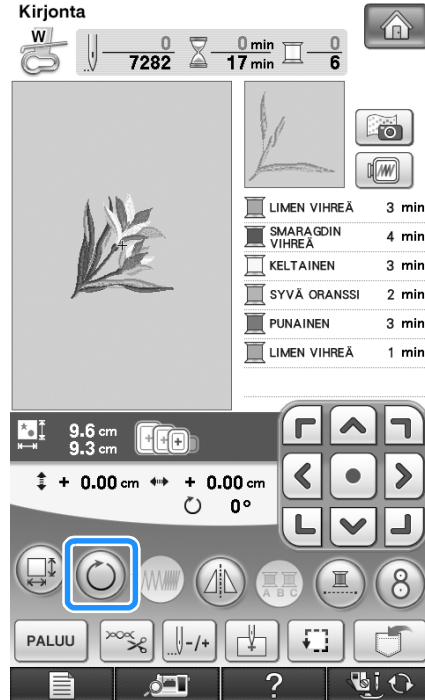 Kirjonta
W
0 0 min 0
7282 17 min 6
LIMEN VIHREÄ 3 min
SMARAGDIN
VIHREÄ 4 min
KELTAINEN 3 min
SYVÄ ORANSSI 2 min
PUNAINEN 3 min
LIMEN VIHREÄ 1 min
9.6 cm
9.3 cm
+ 0.00 cm + 0.00 cm
0°
A B C
8
PALUU -/+
?